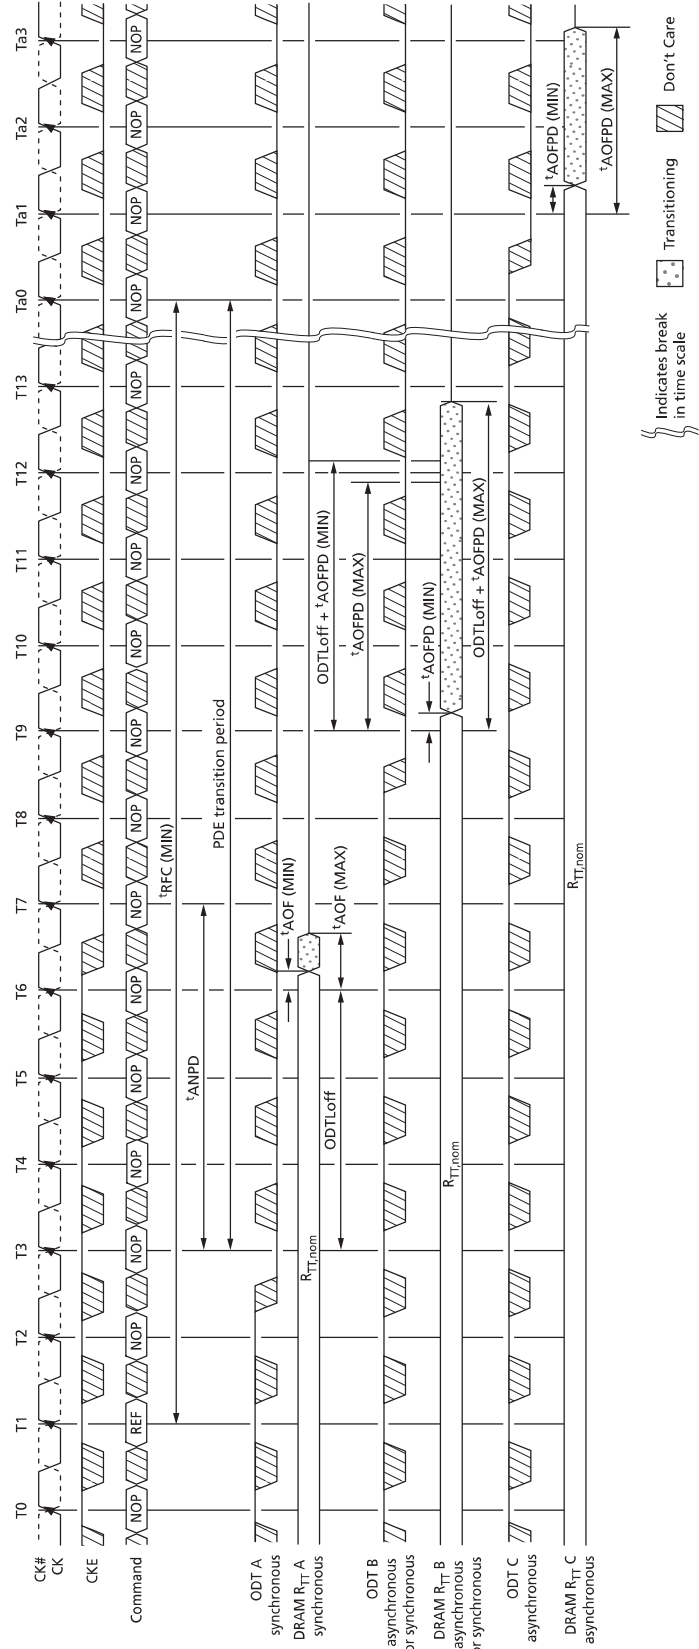 T0 T1 T2 T3 T4 T5 T6 T7 T8 T9 T10 T11 T12 T13 Ta0 Ta1 Ta2 Ta3
CK#
CK
CKE
Command
NOP REF NOP NOP NOP NOP NOP NOP NOP NOP NOP NOP NOP NOP NOP NOP NOP NOP
tRFC (MIN)
tANPD
PDE transition period
ODT A
synchronous
tAOF (MIN)
DRAM RTT A
synchronous
RTT,nom
ODTLoff + tAOFPD (MIN)
ODTLoff
tAOF (MAX)
tAOFPD (MAX)
ODT B
asynchronous
or synchronous
tAOFPD (MIN)
DRAM RTT B
asynchronous
or synchronous
RTT,nom
ODTLoff + tAOFPD (MAX)
ODT C
asynchronous
tAOFPD (MIN)
DRAM RTT C
asynchronous
RTT,nom
tAOFPD (MAX)
Indicates break
in time scale
Transitioning
Don't Care